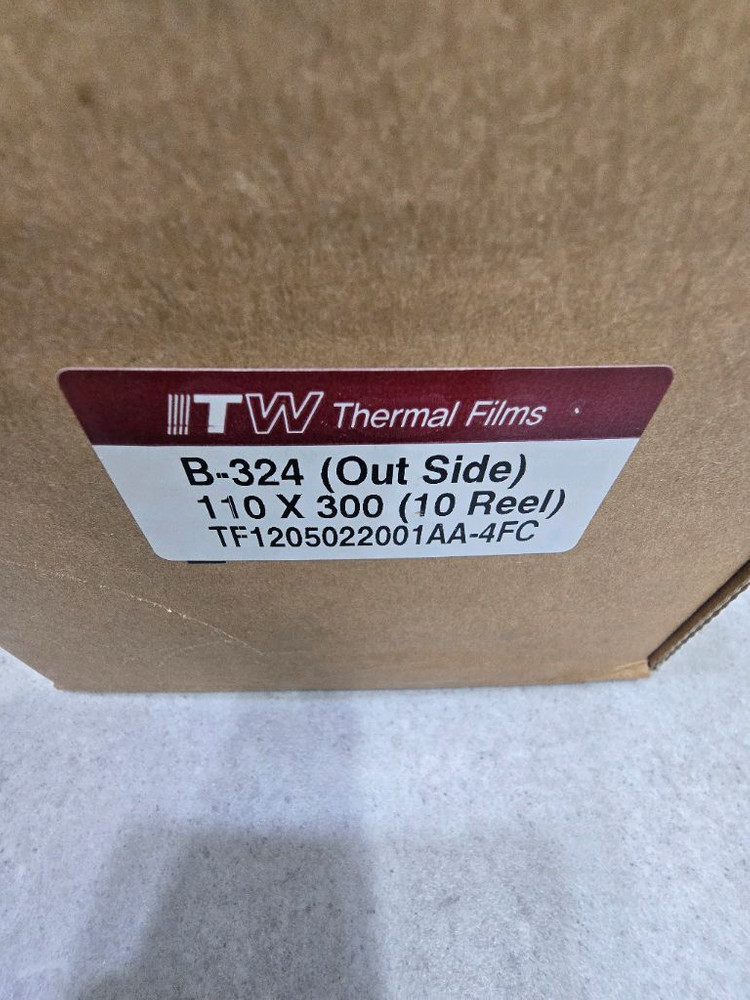 ITW Thermal Films
B-324 (Out Side)
110 X 300 (10 Reel)
TF1205022001AA-4FC